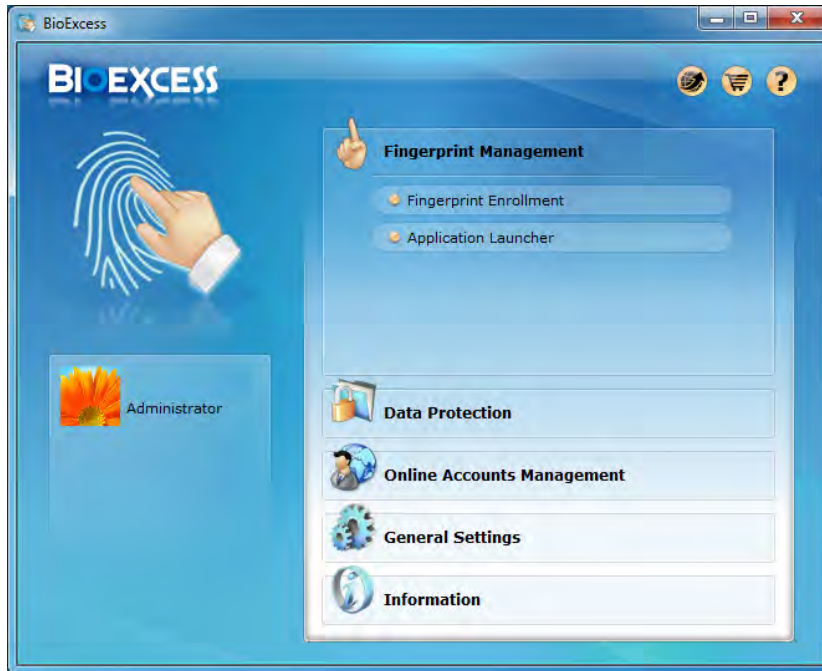 BioExcess
BIOEXCESS
?
Fingerprint Management
Fingerprint Enrollment
Application Launcher
Administrator
Data Protection
Online Accounts Management
General Settings
Information